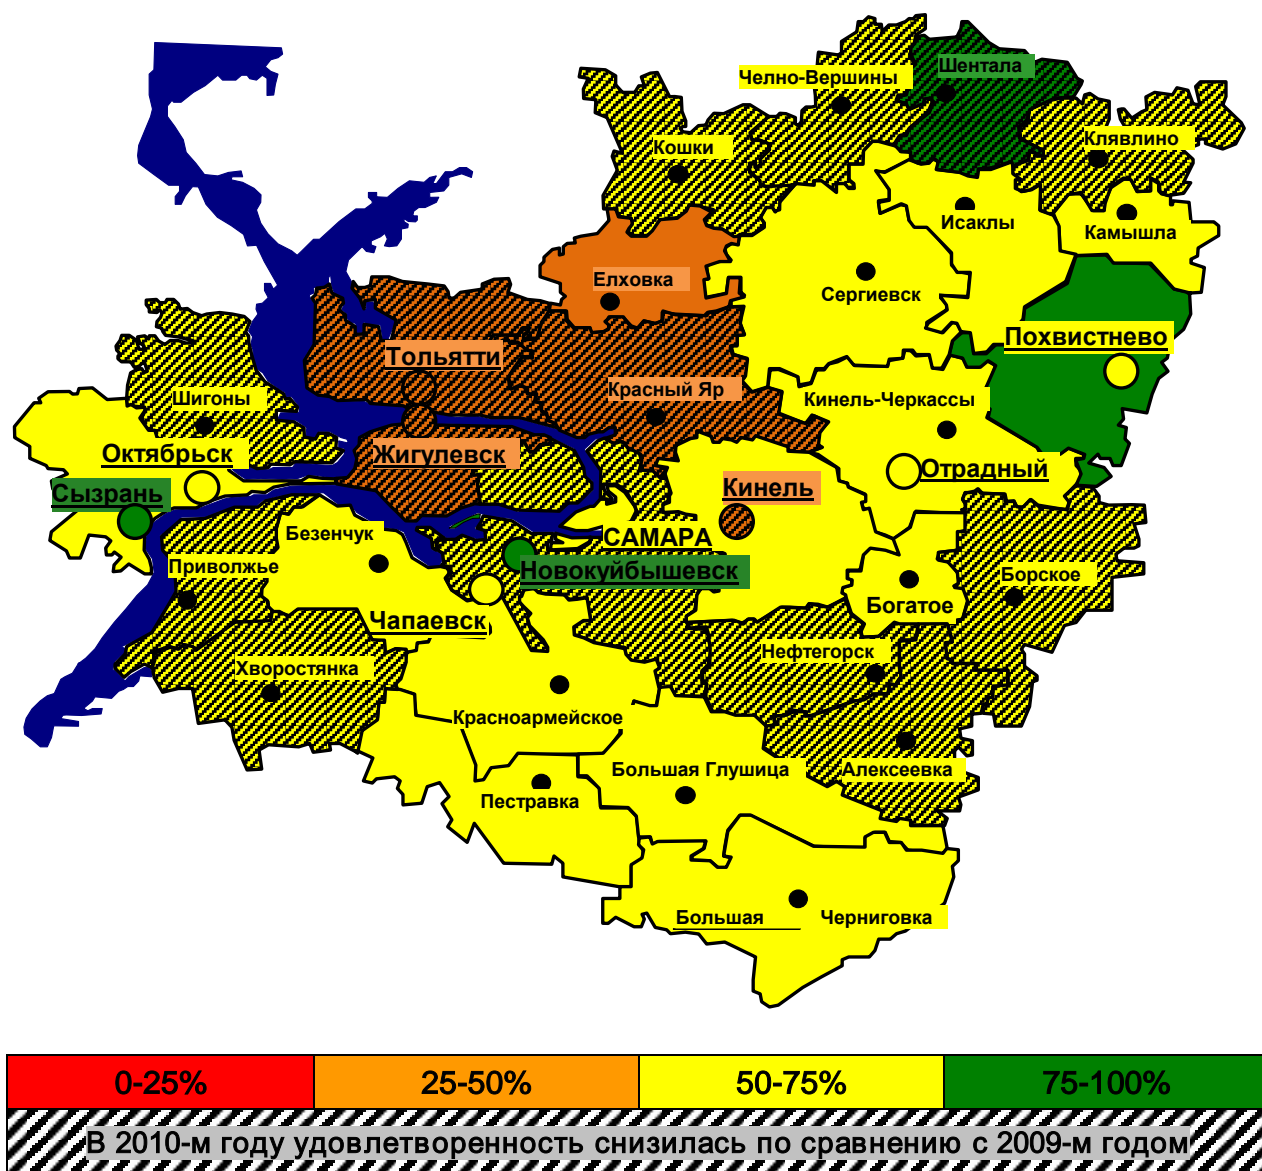 Челно-Вершины
Шентала
Клявлино
Кошки
Исаклы
Камышла
Елховка
Сергиевск
Похвистнево
Тольятти
Красный Яр
Кинель-Черкассы
Шигоны
Октябрьск
Жигулевск
Отрадный
Сызрань
Кинель
Безенчук
САМАРА
Приволжье
Новокуйбышевск
Борское
Богатое
Чапаевск
Нефтегорск
Хворостянка
Красноармейское
Большая Глушица
Алексеевка
Пестравка
Большая Черниговка
0-25% 25-50% 50-75% 75-100%
В 2010-м году удовлетворенность снизилась по сравнению с 2009-м годом